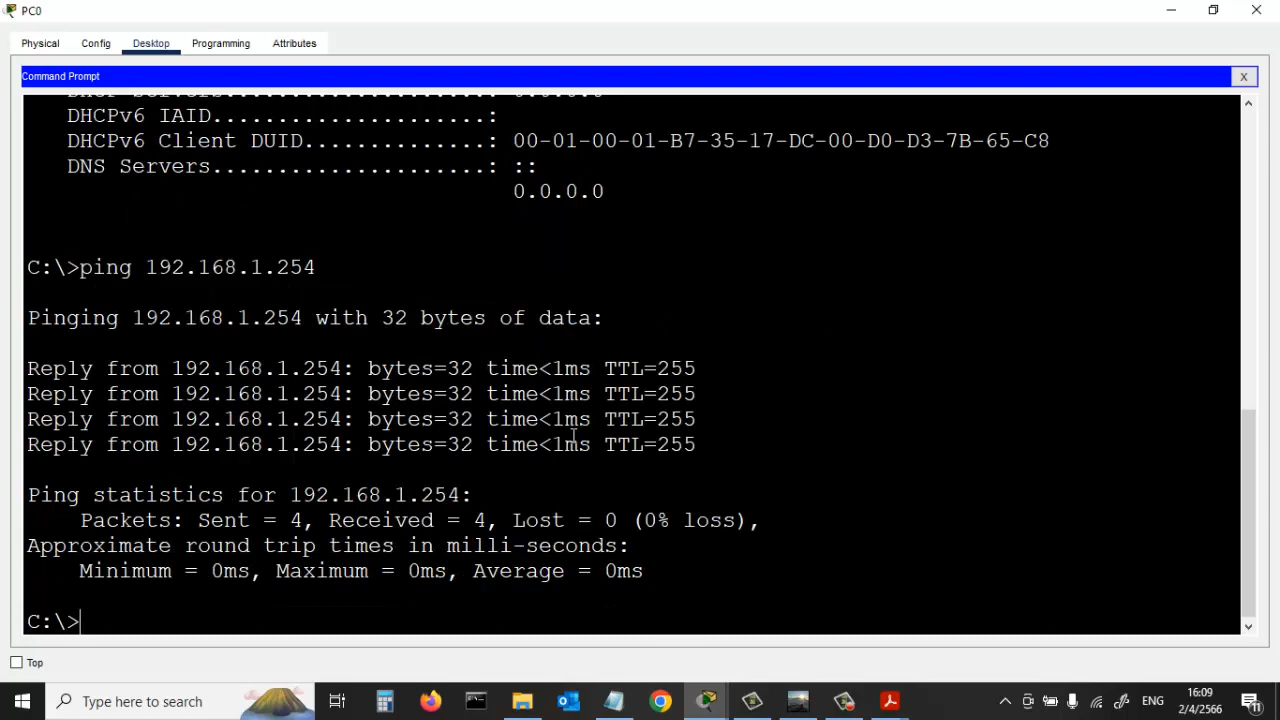 PC0
Physical Config Desktop Programming Attributes
Command Prompt X
DHCPv6 IAID.....................:
DHCPv6 Client DUID..............: 00-01-00-01-B7-35-17-DC-00-D0-D3-7B-65-C8
DNS Servers.....................: ::
0.0.0.0
C:\>ping 192.168.1.254
Pinging 192.168.1.254 with 32 bytes of data:
Reply from 192.168.1.254: bytes=32 time<1ms TTL=255
Reply from 192.168.1.254: bytes=32 time<1ms TTL=255
Reply from 192.168.1.254: bytes=32 time<1ms TTL=255
Reply from 192.168.1.254: bytes=32 time<1ms TTL=255
Ping statistics for 192.168.1.254:
Packets: Sent = 4, Received = 4, Lost = 0 (0% loss),
Approximate round trip times in milli-seconds:
Minimum = 0ms, Maximum = 0ms, Average = 0ms
C:\>
Top
Type here to search
ENG
16:09
2/4/2566
11